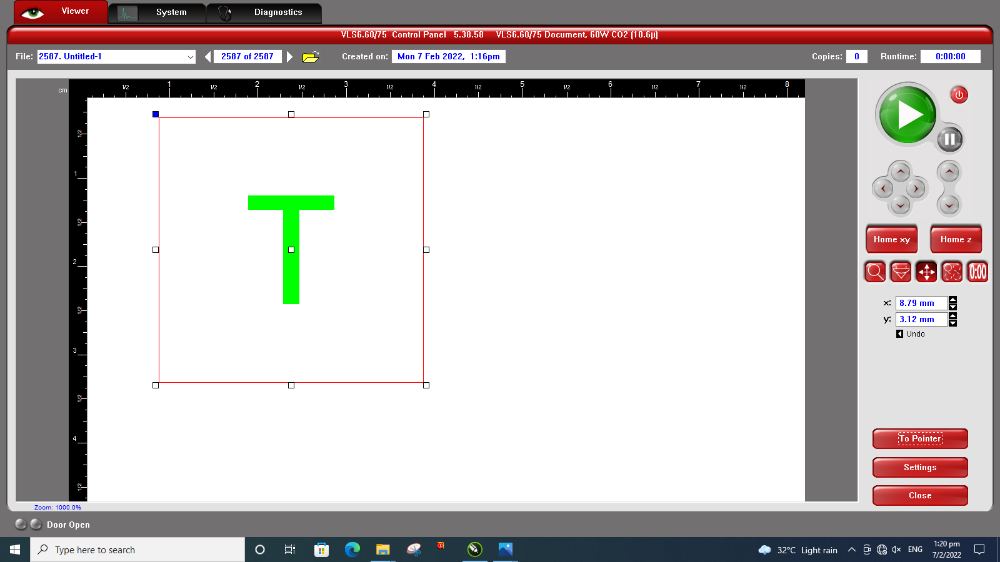 Viewer
System
Diagnostics
VLS6.60/75 Control Panel 5.38.58 VLS6.60/75 Document, 60W CO2 (10.6µ)
File: 2587. Untitled-1 2587 of 2587 Created on: Mon 7 Feb 2022, 1:16pm Copies: 0 Runtime: 0:00:00
cm 1/2 1 1/2 2 1/2 3 1/2 4 1/2 5 1/2 6 1/2 7 1/2 8
1/2
1
1/2
2
1/2
3
1/2
4
1/2
T
Home xy Home z
0:00
x: 8.79 mm
y: 3.12 mm
Undo
To Pointer
Settings
Close
Zoom: 1000.0%
Door Open
Type here to search
32°C Light rain
ENG
1:20 pm
7/2/2022